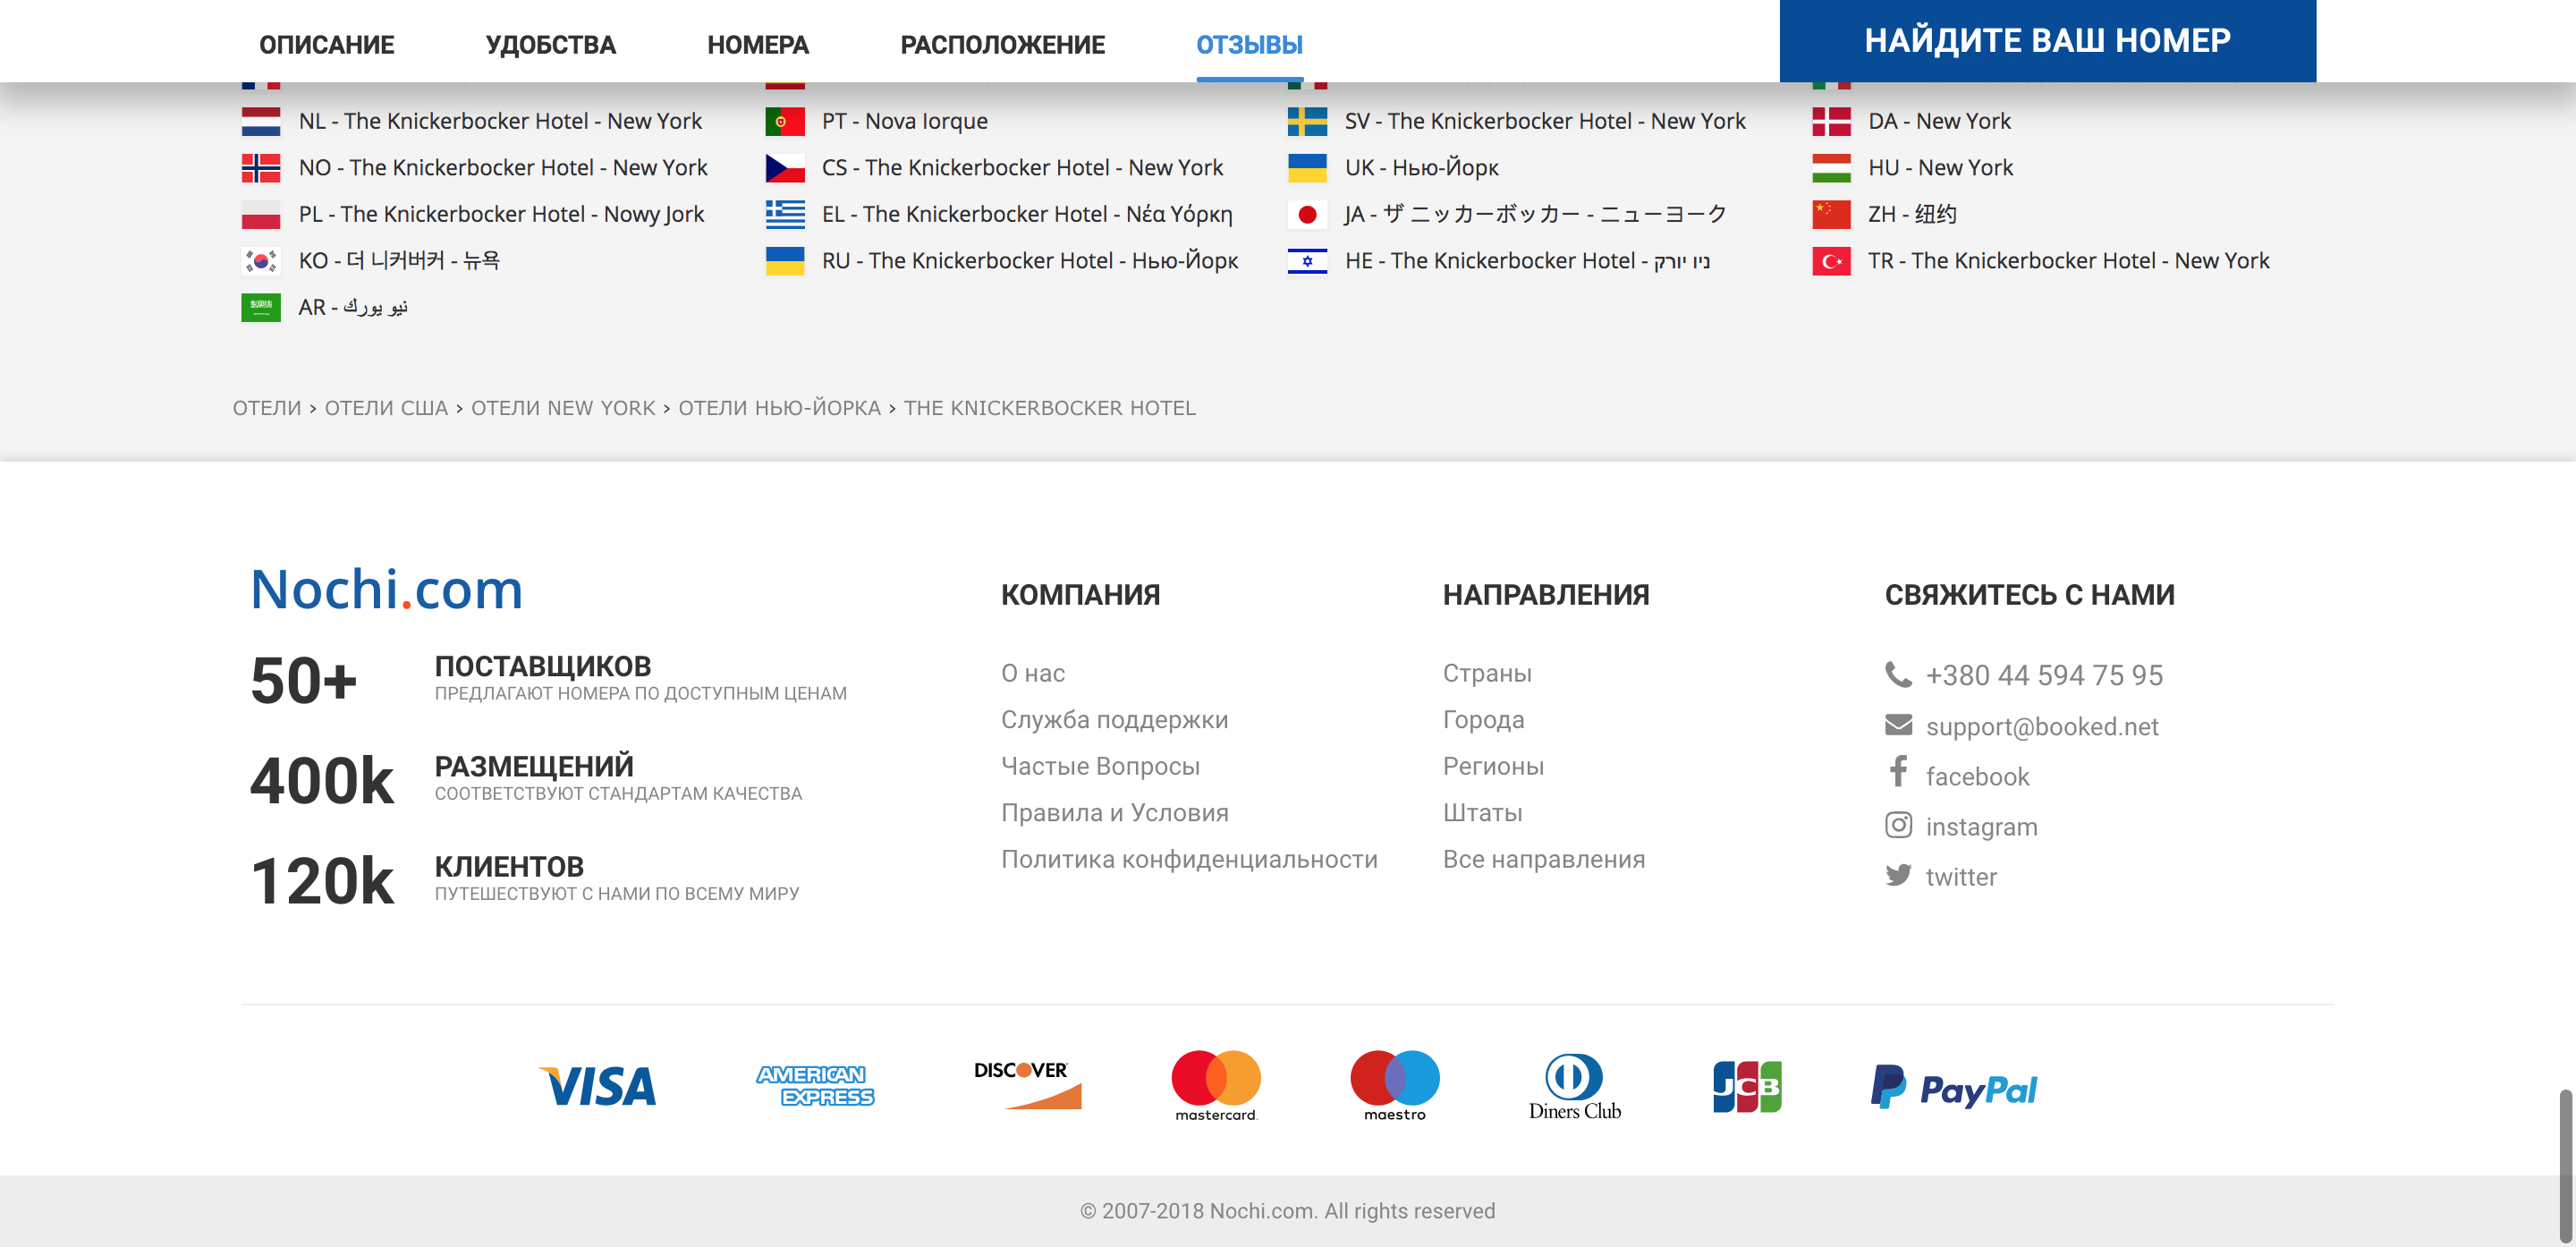 ОПИСАНИЕ УДОБСТВА НОМЕРА РАСПОЛОЖЕНИЕ ОТЗЫВЫ НАЙДИТЕ ВАШ НОМЕР
NL - The Knickerbocker Hotel - New York PT - Nova Iorque SV - The Knickerbocker Hotel - New York DA - New York
NO - The Knickerbocker Hotel - New York CS - The Knickerbocker Hotel - New York UK - Нью-Йорк HU - New York
PL - The Knickerbocker Hotel - Nowy Jork EL - The Knickerbocker Hotel - Νέα Υόρκη JA - ザ ニッカーボッカー - ニューヨーク ZH - 纽约
KO - 더 니커버커 - 뉴욕 RU - The Knickerbocker Hotel - Нью-Йорк HE - The Knickerbocker Hotel - ניו יורק TR - The Knickerbocker Hotel - New York
AR - نيو يورك
ОТЕЛИ › ОТЕЛИ США › ОТЕЛИ NEW YORK › ОТЕЛИ НЬЮ-ЙОРКА › THE KNICKERBOCKER HOTEL
Nochi.com
50+ ПОСТАВЩИКОВ
ПРЕДЛАГАЮТ НОМЕРА ПО ДОСТУПНЫМ ЦЕНАМ
400k РАЗМЕЩЕНИЙ
СООТВЕТСТВУЮТ СТАНДАРТАМ КАЧЕСТВА
120k КЛИЕНТОВ
ПУТЕШЕСТВУЮТ С НАМИ ПО ВСЕМУ МИРУ
КОМПАНИЯ
О нас
Служба поддержки
Частые Вопросы
Правила и Условия
Политика конфиденциальности
НАПРАВЛЕНИЯ
Страны
Города
Регионы
Штаты
Все направления
СВЯЖИТЕСЬ С НАМИ
+380 44 594 75 95
support@booked.net
facebook
instagram
twitter
VISA AMERICAN EXPRESS DISCOVER mastercard. maestro Diners Club JCB PayPal
© 2007-2018 Nochi.com. All rights reserved